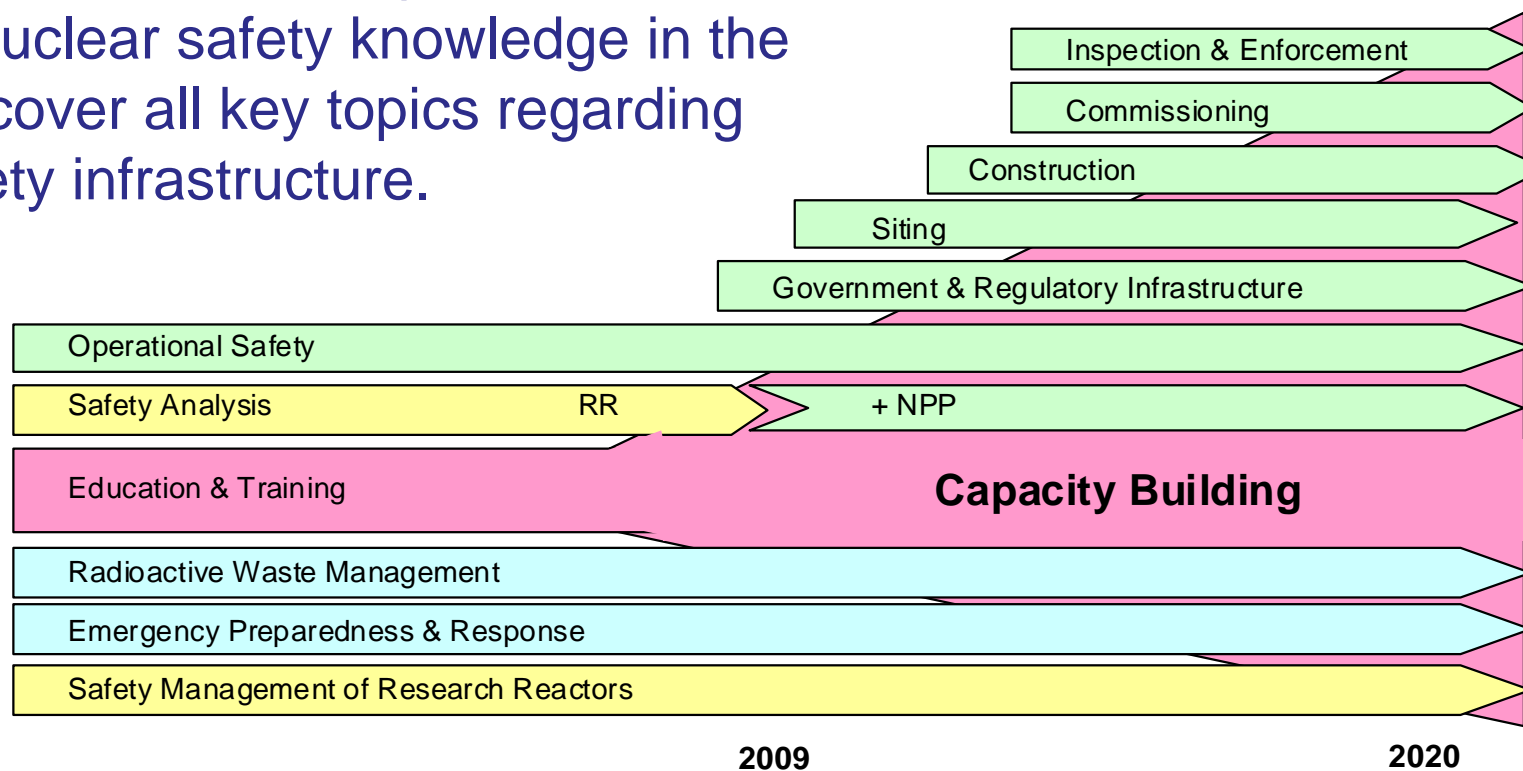 uclear safety knowledge in the
cover all key topics regarding
ety infrastructure.
Inspection & Enforcement
Commissioning
Construction
Siting
Government & Regulatory Infrastructure
Operational Safety
Safety Analysis RR + NPP
Education & Training Capacity Building
Radioactive Waste Management
Emergency Preparedness & Response
Safety Management of Research Reactors
2009 2020